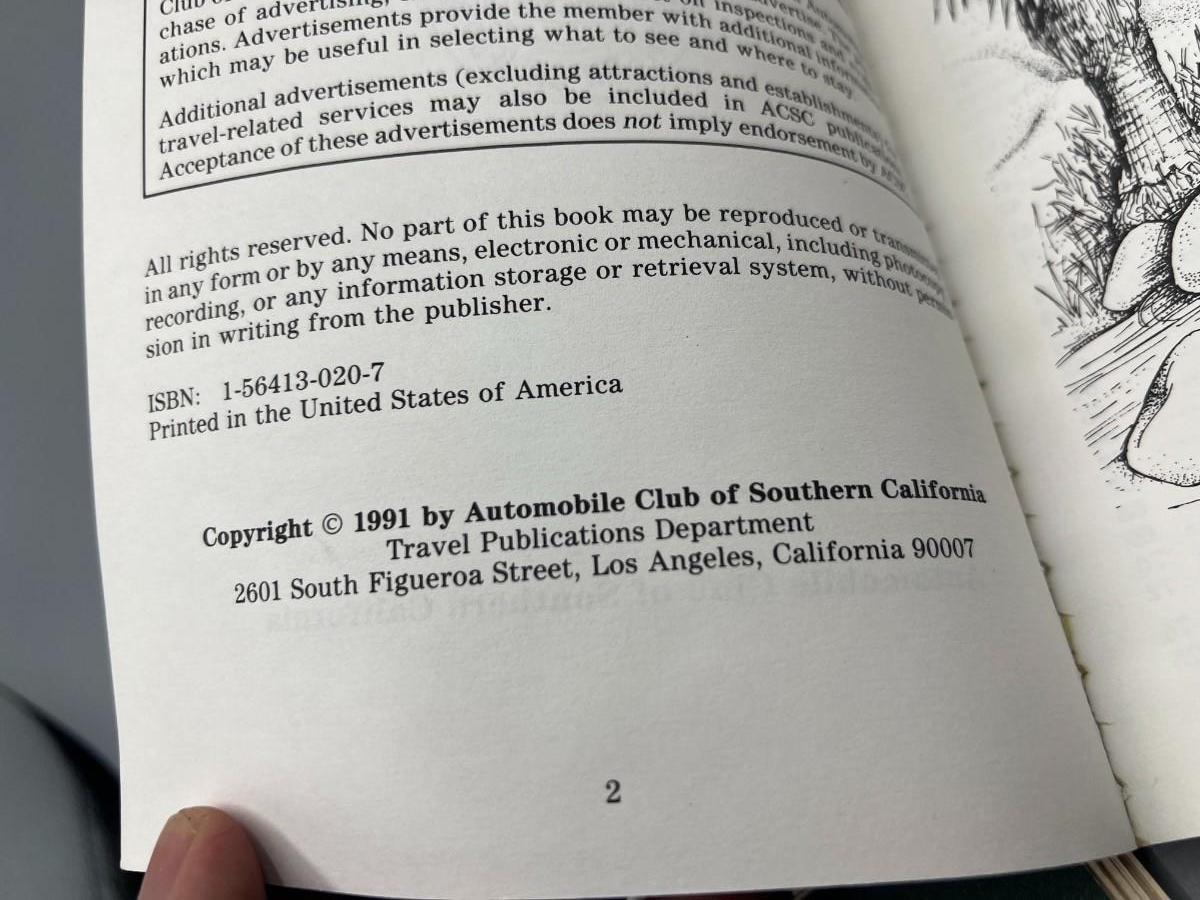 Club
chase of advertising,
ations. Advertisements provide the member with additional
which may be useful in selecting what to see and where to stay.
Additional advertisements (excluding attractions and
travel-related services may also be included in ACSC
Acceptance of these advertisements does not imply endorsement by
All rights reserved. No part of this book may be reproduced or
in any form or by any means, electronic or mechanical, including
recording, or any information storage or retrieval system, without
sion in writing from the publisher.
ISBN: 1-56413-020-7
Printed in the United States of America
Copyright © 1991 by Automobile Club of Southern California
Travel Publications Department
2601 South Figueroa Street, Los Angeles, California 90007
2